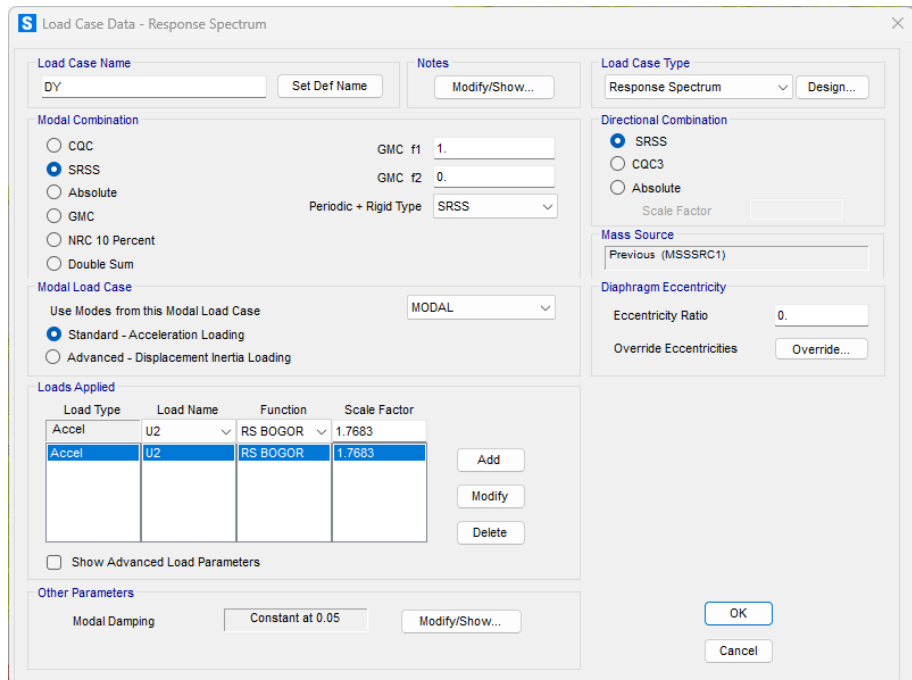 S Load Case Data - Response Spectrum
Load Case Name
DY
Set Def Name
Notes
Modify/Show...
Load Case Type
Response Spectrum
Design...
Modal Combination
CQC
SRSS
Absolute
GMC
NRC 10 Percent
Double Sum
GMC f1 1.
GMC f2 0.
Periodic + Rigid Type SRSS
Directional Combination
SRSS
CQC3
Absolute
Scale Factor
Mass Source
Previous (MSSSRC1)
Modal Load Case
Use Modes from this Modal Load Case MODAL
Standard - Acceleration Loading
Advanced - Displacement Inertia Loading
Diaphragm Eccentricity
Eccentricity Ratio 0.
Override Eccentricities Override...
Loads Applied
Load Type Load Name Function Scale Factor
Accel U2 RS BOGOR 1.7683
Accel U2 RS BOGOR 1.7683
Add
Modify
Delete
Show Advanced Load Parameters
Other Parameters
Modal Damping Constant at 0.05 Modify/Show...
OK
Cancel